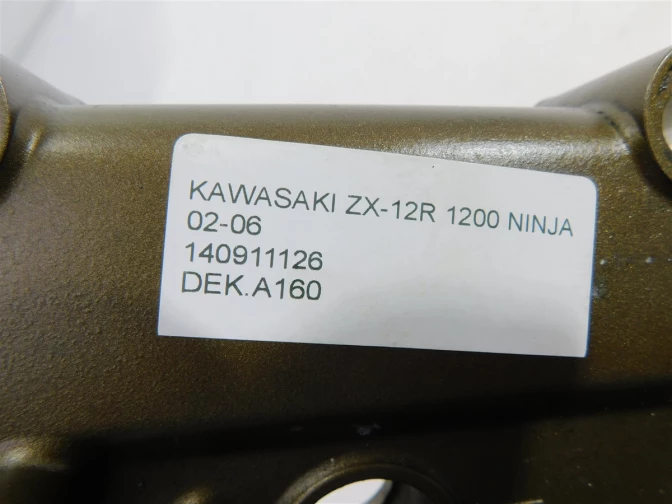 KAWASAKI ZX-12R 1200 NINJA
02-06
140911126
DEK.A160